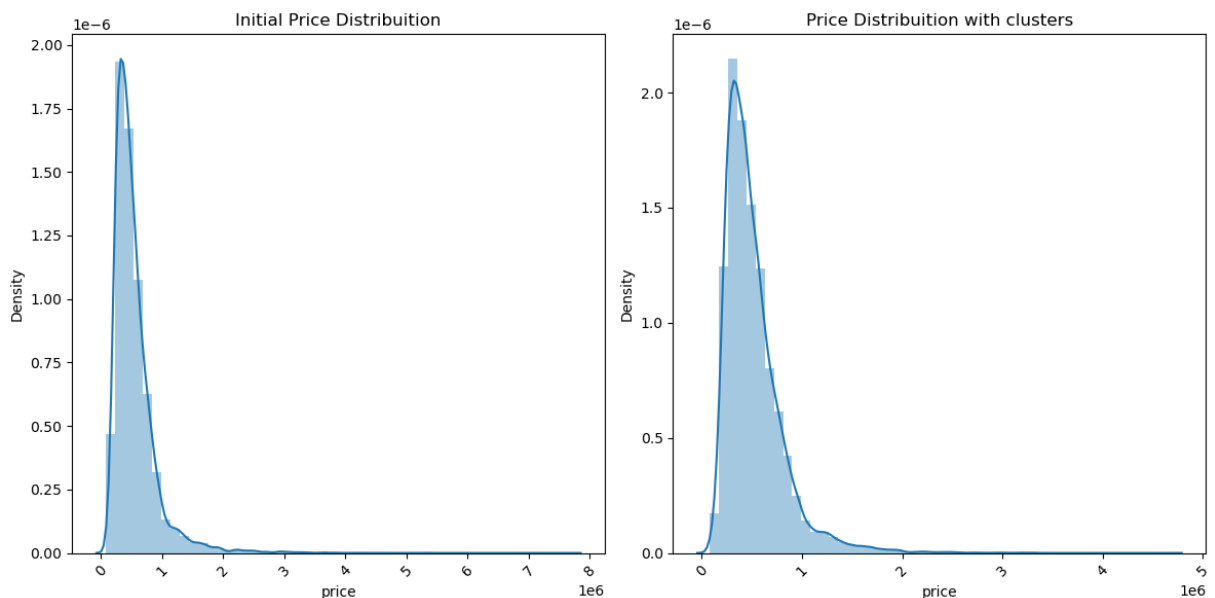 Initial Price Distribuition
1e−6
2.00
1.75
1.50
1.25
1.00
0.75
0.50
0.25
0.00
Density
0 1 2 3 4 5 6 7 8
1e6
price
Price Distribuition with clusters
1e−6
2.0
1.5
1.0
0.5
0.0
Density
0 1 2 3 4 5
1e6
price